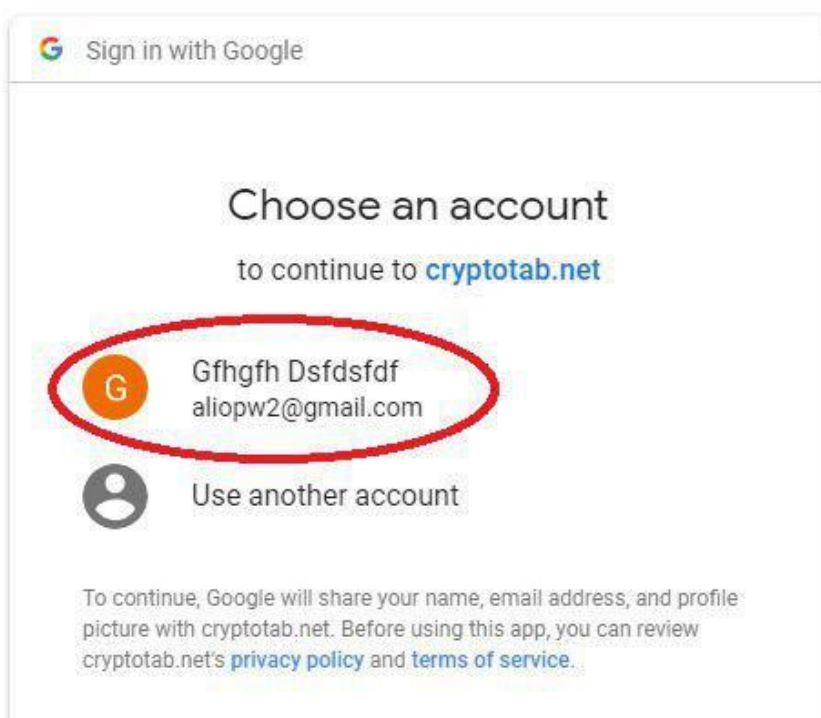 Sign in with Google
Choose an account
to continue to cryptotab.net
G
Gfhgfh Dsfdsfdf
aliopw2@gmail.com
Use another account
To continue, Google will share your name, email address, and profile
picture with cryptotab.net. Before using this app, you can review
cryptotab.net's privacy policy and terms of service.